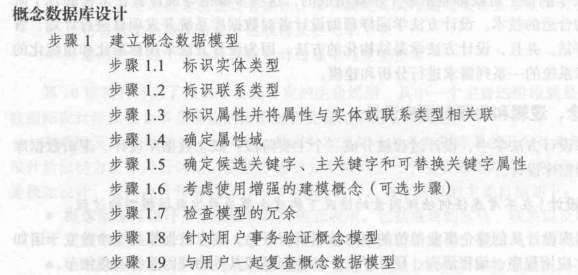 概念数据库设计
步骤1 建立概念数据模型
步骤1.1 标识实体类型
步骤1.2 标识联系类型
步骤1.3 标识属性并将属性与实体或联系类型相关联
步骤1.4 确定属性域
步骤1.5 确定候选关键字、主关键字和可替换关键字属性
步骤1.6 考虑使用增强的建模概念(可选步骤)
步骤1.7 检查模型的冗余
步骤1.8 针对用户事务验证概念模型
步骤1.9 与用户一起复查概念数据模型